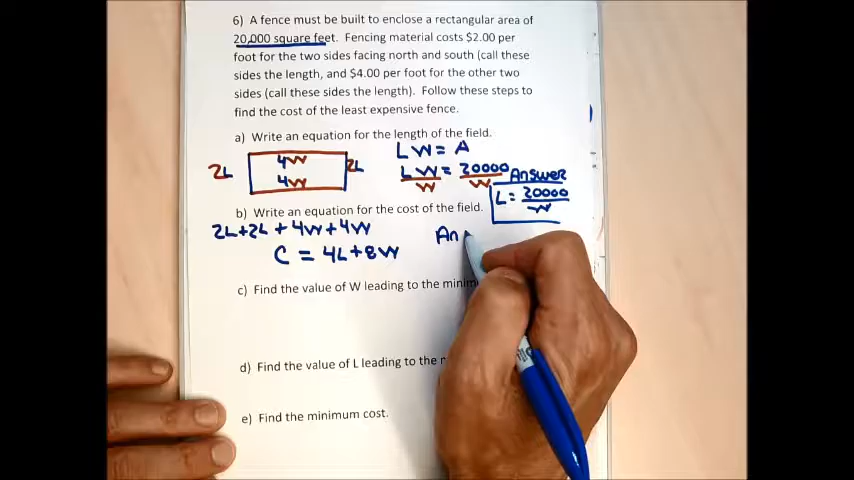 6) A fence must be built to enclose a rectangular area of
20,000 square feet. Fencing material costs $2.00 per
foot for the two sides facing north and south (call these
sides the length, and $4.00 per foot for the other two
sides (call these sides the length). Follow these steps to
find the cost of the least expensive fence.
a) Write an equation for the length of the field.
LW = A
4W
2L
2L
4W
LW = 20000
W W
Answer
L = 20000
W
b) Write an equation for the cost of the field.
2L+2L+4W+4W
An
C = 4L+8W
c) Find the value of W leading to the
d) Find the value of L leading to the
e) Find the minimum cost.